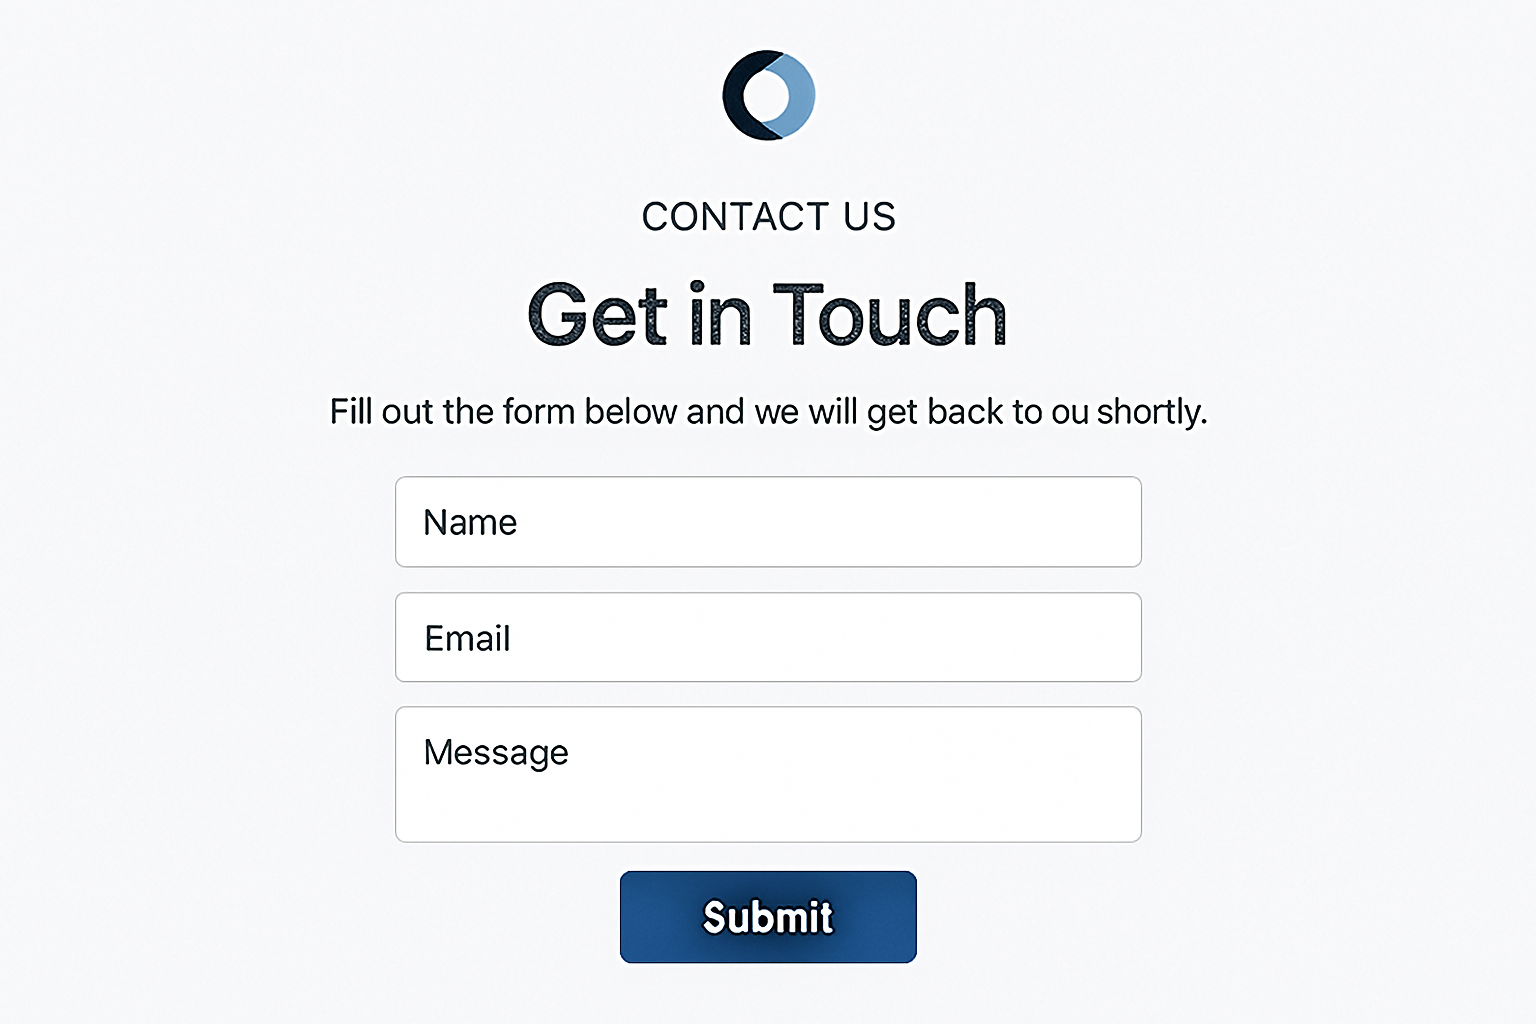 CONTACT US
Get in Touch
Fill out the form below and we will get back to ou shortly.
Name
Email
Message
Submit